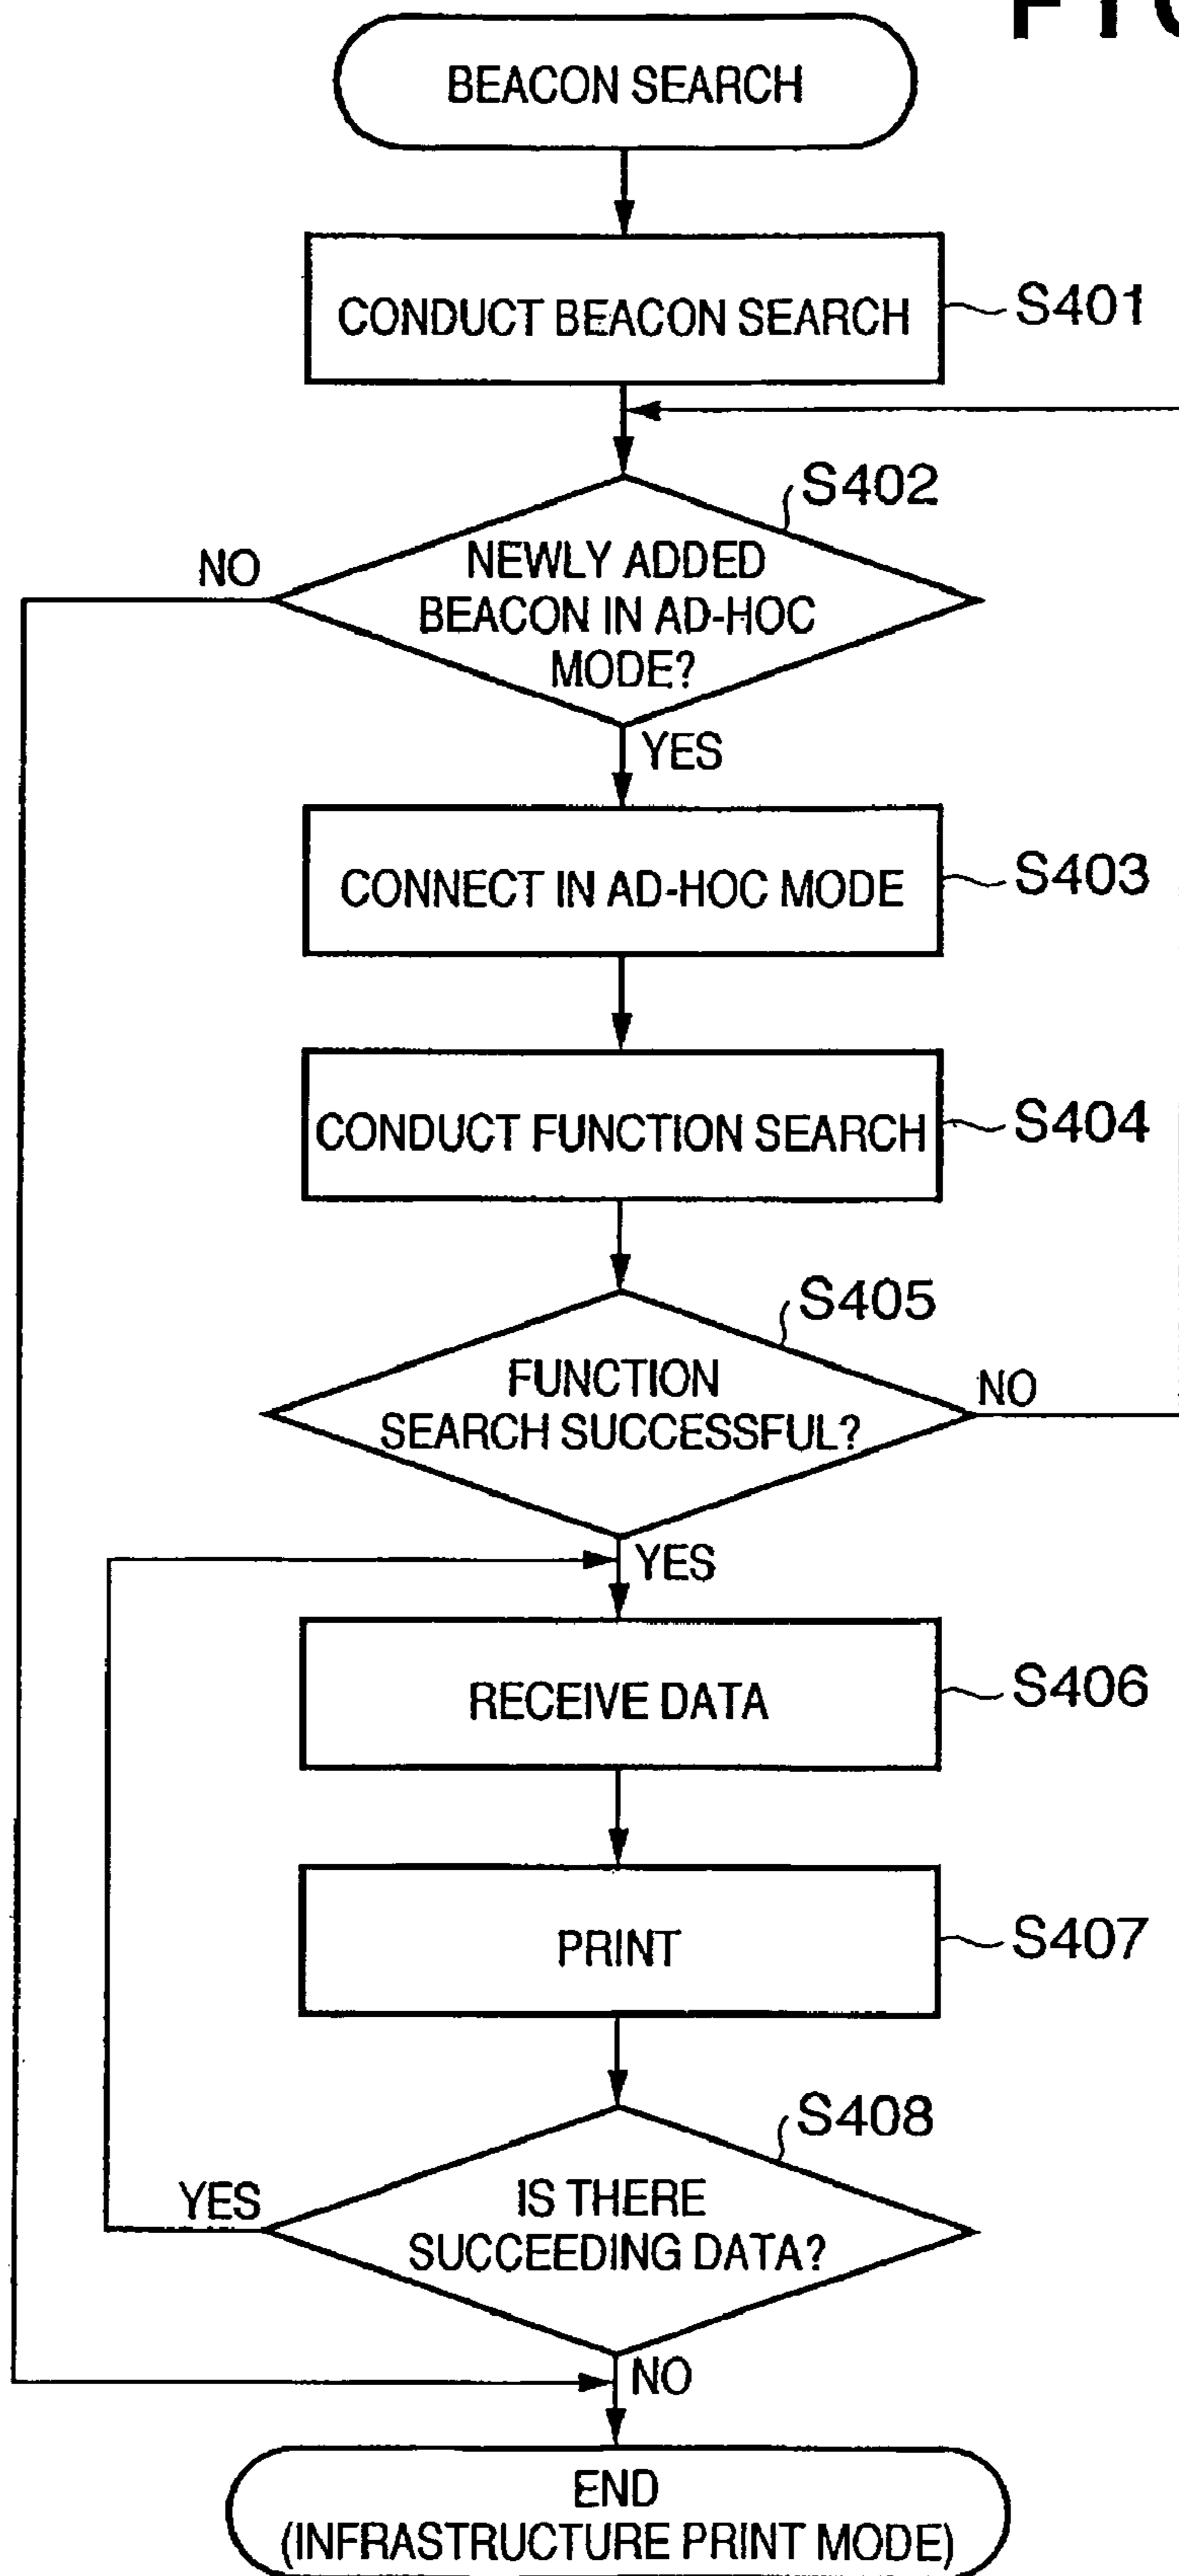 BEACON SEARCH
CONDUCT BEACON SEARCH
S401
S402
NO
NEWLY ADDED
BEACON IN AD-HOC
MODE?
YES
CONNECT IN AD-HOC MODE
S403
CONDUCT FUNCTION SEARCH
S404
S405
FUNCTION
SEARCH SUCCESSFUL?
NO
YES
RECEIVE DATA
S406
PRINT
S407
S408
YES
IS THERE
SUCCEEDING DATA?
NO
END
(INFRASTRUCTURE PRINT MODE)